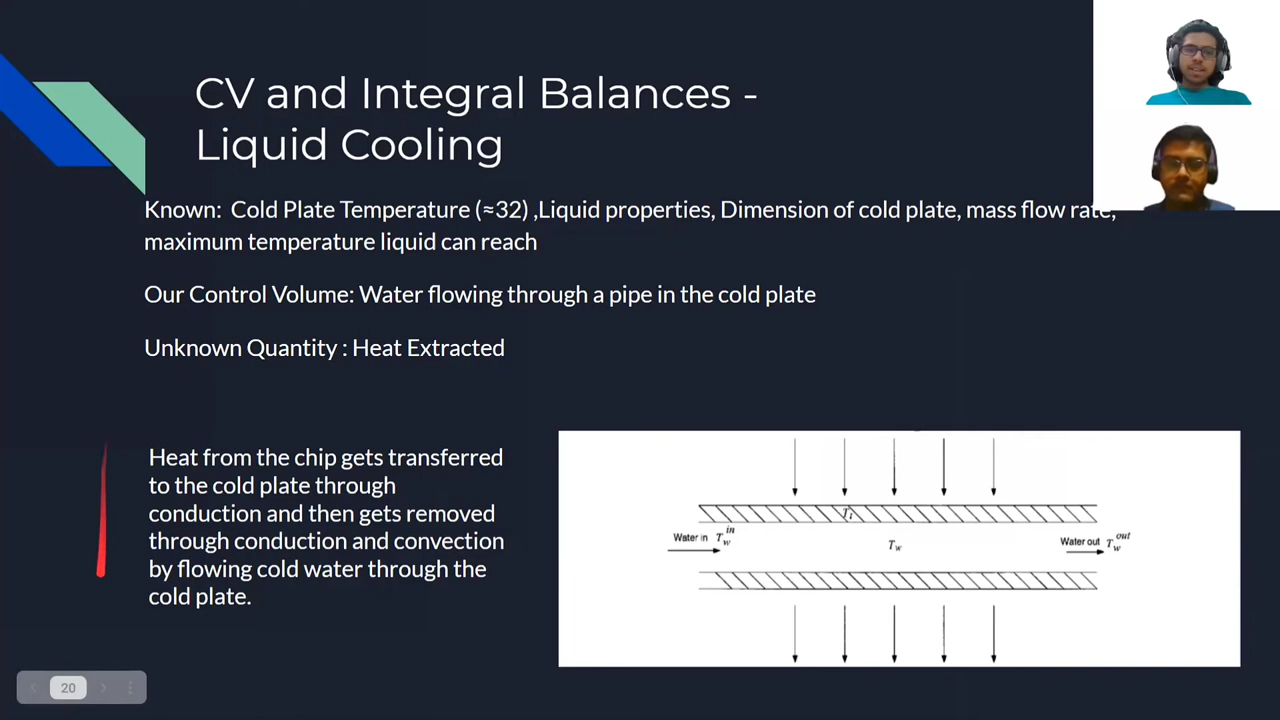 CV and Integral Balances -
Liquid Cooling
Known: Cold Plate Temperature (≈32) ,Liquid properties, Dimension of cold plate, mass flow rate,
maximum temperature liquid can reach
Our Control Volume: Water flowing through a pipe in the cold plate
Unknown Quantity : Heat Extracted
Heat from the chip gets transferred
to the cold plate through
conduction and then gets removed
through conduction and convection
by flowing cold water through the
cold plate.
Water in T_w^in
T_w
Water out T_w^out
20